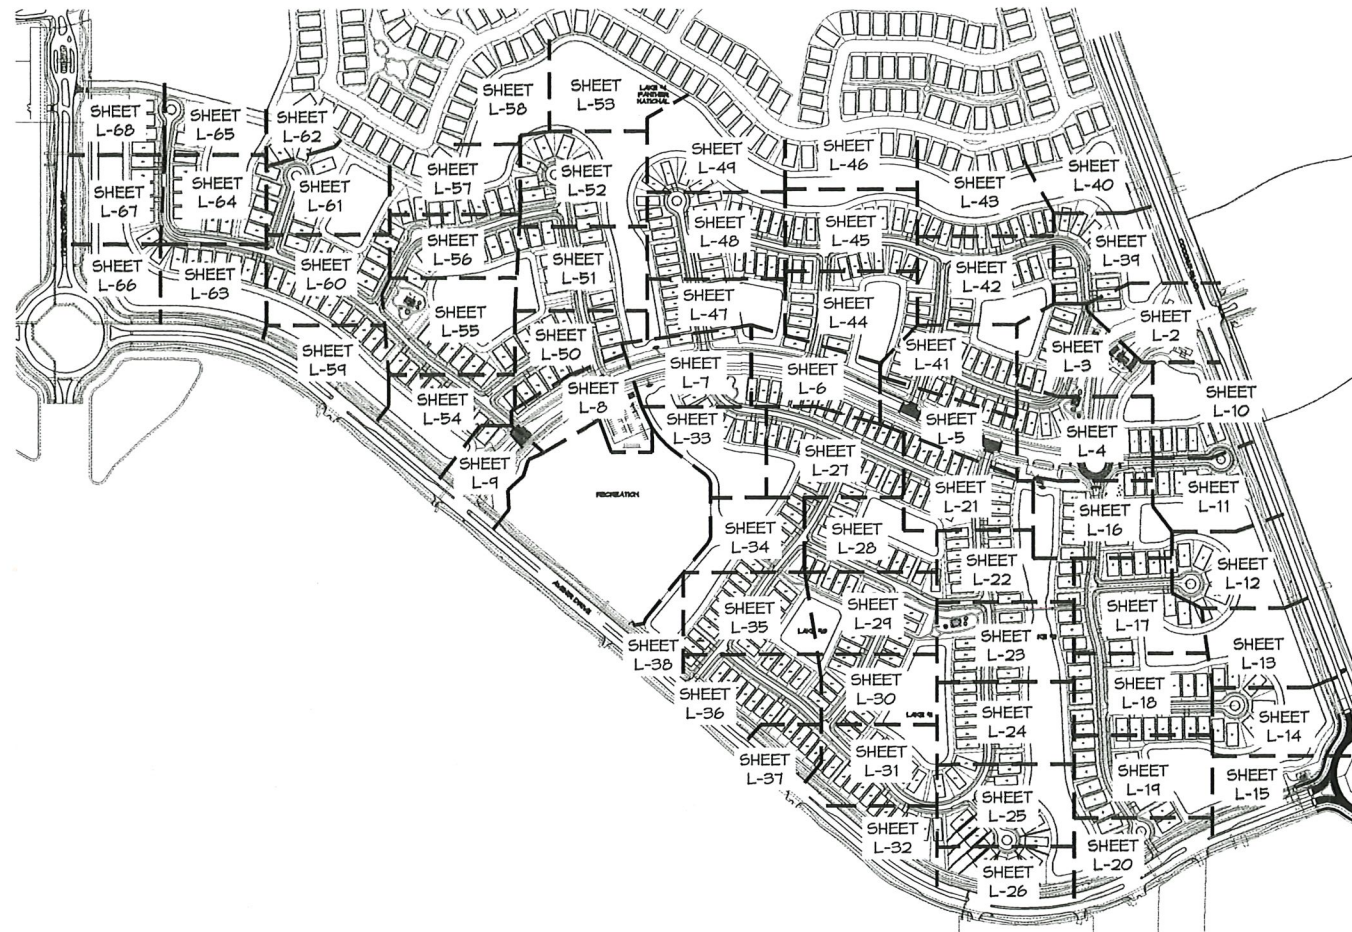 SHEET
L-58
SHEET
L-53
LAKE #4
PANTHER
NATIONAL
SHEET
L-68
SHEET
L-65
SHEET
L-62
SHEET
L-49
SHEET
L-46
SHEET
L-57
SHEET
L-52
SHEET
L-43
SHEET
L-40
SHEET
L-67
SHEET
L-64
SHEET
L-61
SHEET
L-56
SHEET
L-48
SHEET
L-45
SHEET
L-39
SHEET
L-66
SHEET
L-63
SHEET
L-60
SHEET
L-51
SHEET
L-42
SHEET
L-55
SHEET
L-47
SHEET
L-44
SHEET
L-2
SHEET
L-59
SHEET
L-50
SHEET
L-41
SHEET
L-3
SHEET
L-7
SHEET
L-6
SHEET
L-54
SHEET
L-8
SHEET
L-10
SHEET
L-33
SHEET
L-5
SHEET
L-4
SHEET
L-9
SHEET
L-27
RECREATION
SHEET
L-21
SHEET
L-11
SHEET
L-34
SHEET
L-28
SHEET
L-16
SHEET
L-22
SHEET
L-12
AVENIR DRIVE
SHEET
L-35
SHEET
L-29
SHEET
L-17
SHEET
L-38
SHEET
L-23
SHEET
L-13
SHEET
L-36
SHEET
L-30
SHEET
L-18
SHEET
L-24
SHEET
L-14
SHEET
L-37
SHEET
L-31
SHEET
L-19
SHEET
L-15
SHEET
L-25
SHEET
L-32
SHEET
L-20
SHEET
L-26